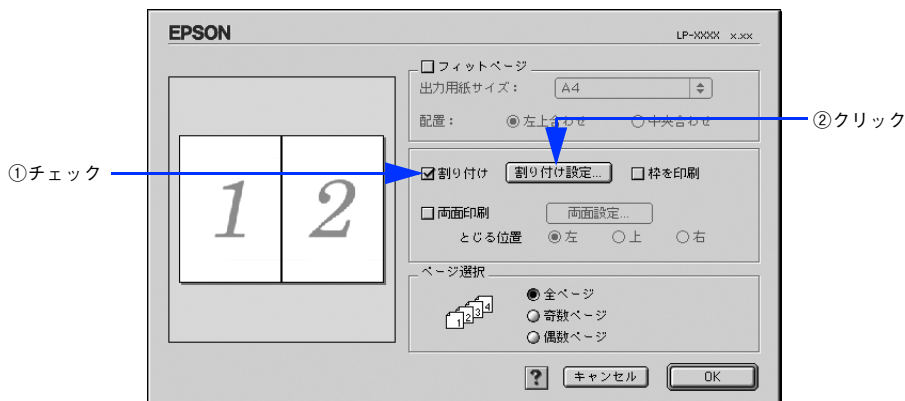 EPSON
LP-XXXX x.xx
フィットページ
出力用紙サイズ： A4
配置： 左上合わせ 中央合わせ
②クリック
①チェック
割り付け 割り付け設定... 枠を印刷
両面印刷 両面設定...
とじる位置 左 上 右
1 2
ページ選択
1 2 3 4
全ページ
奇数ページ
偶数ページ
? キャンセル OK